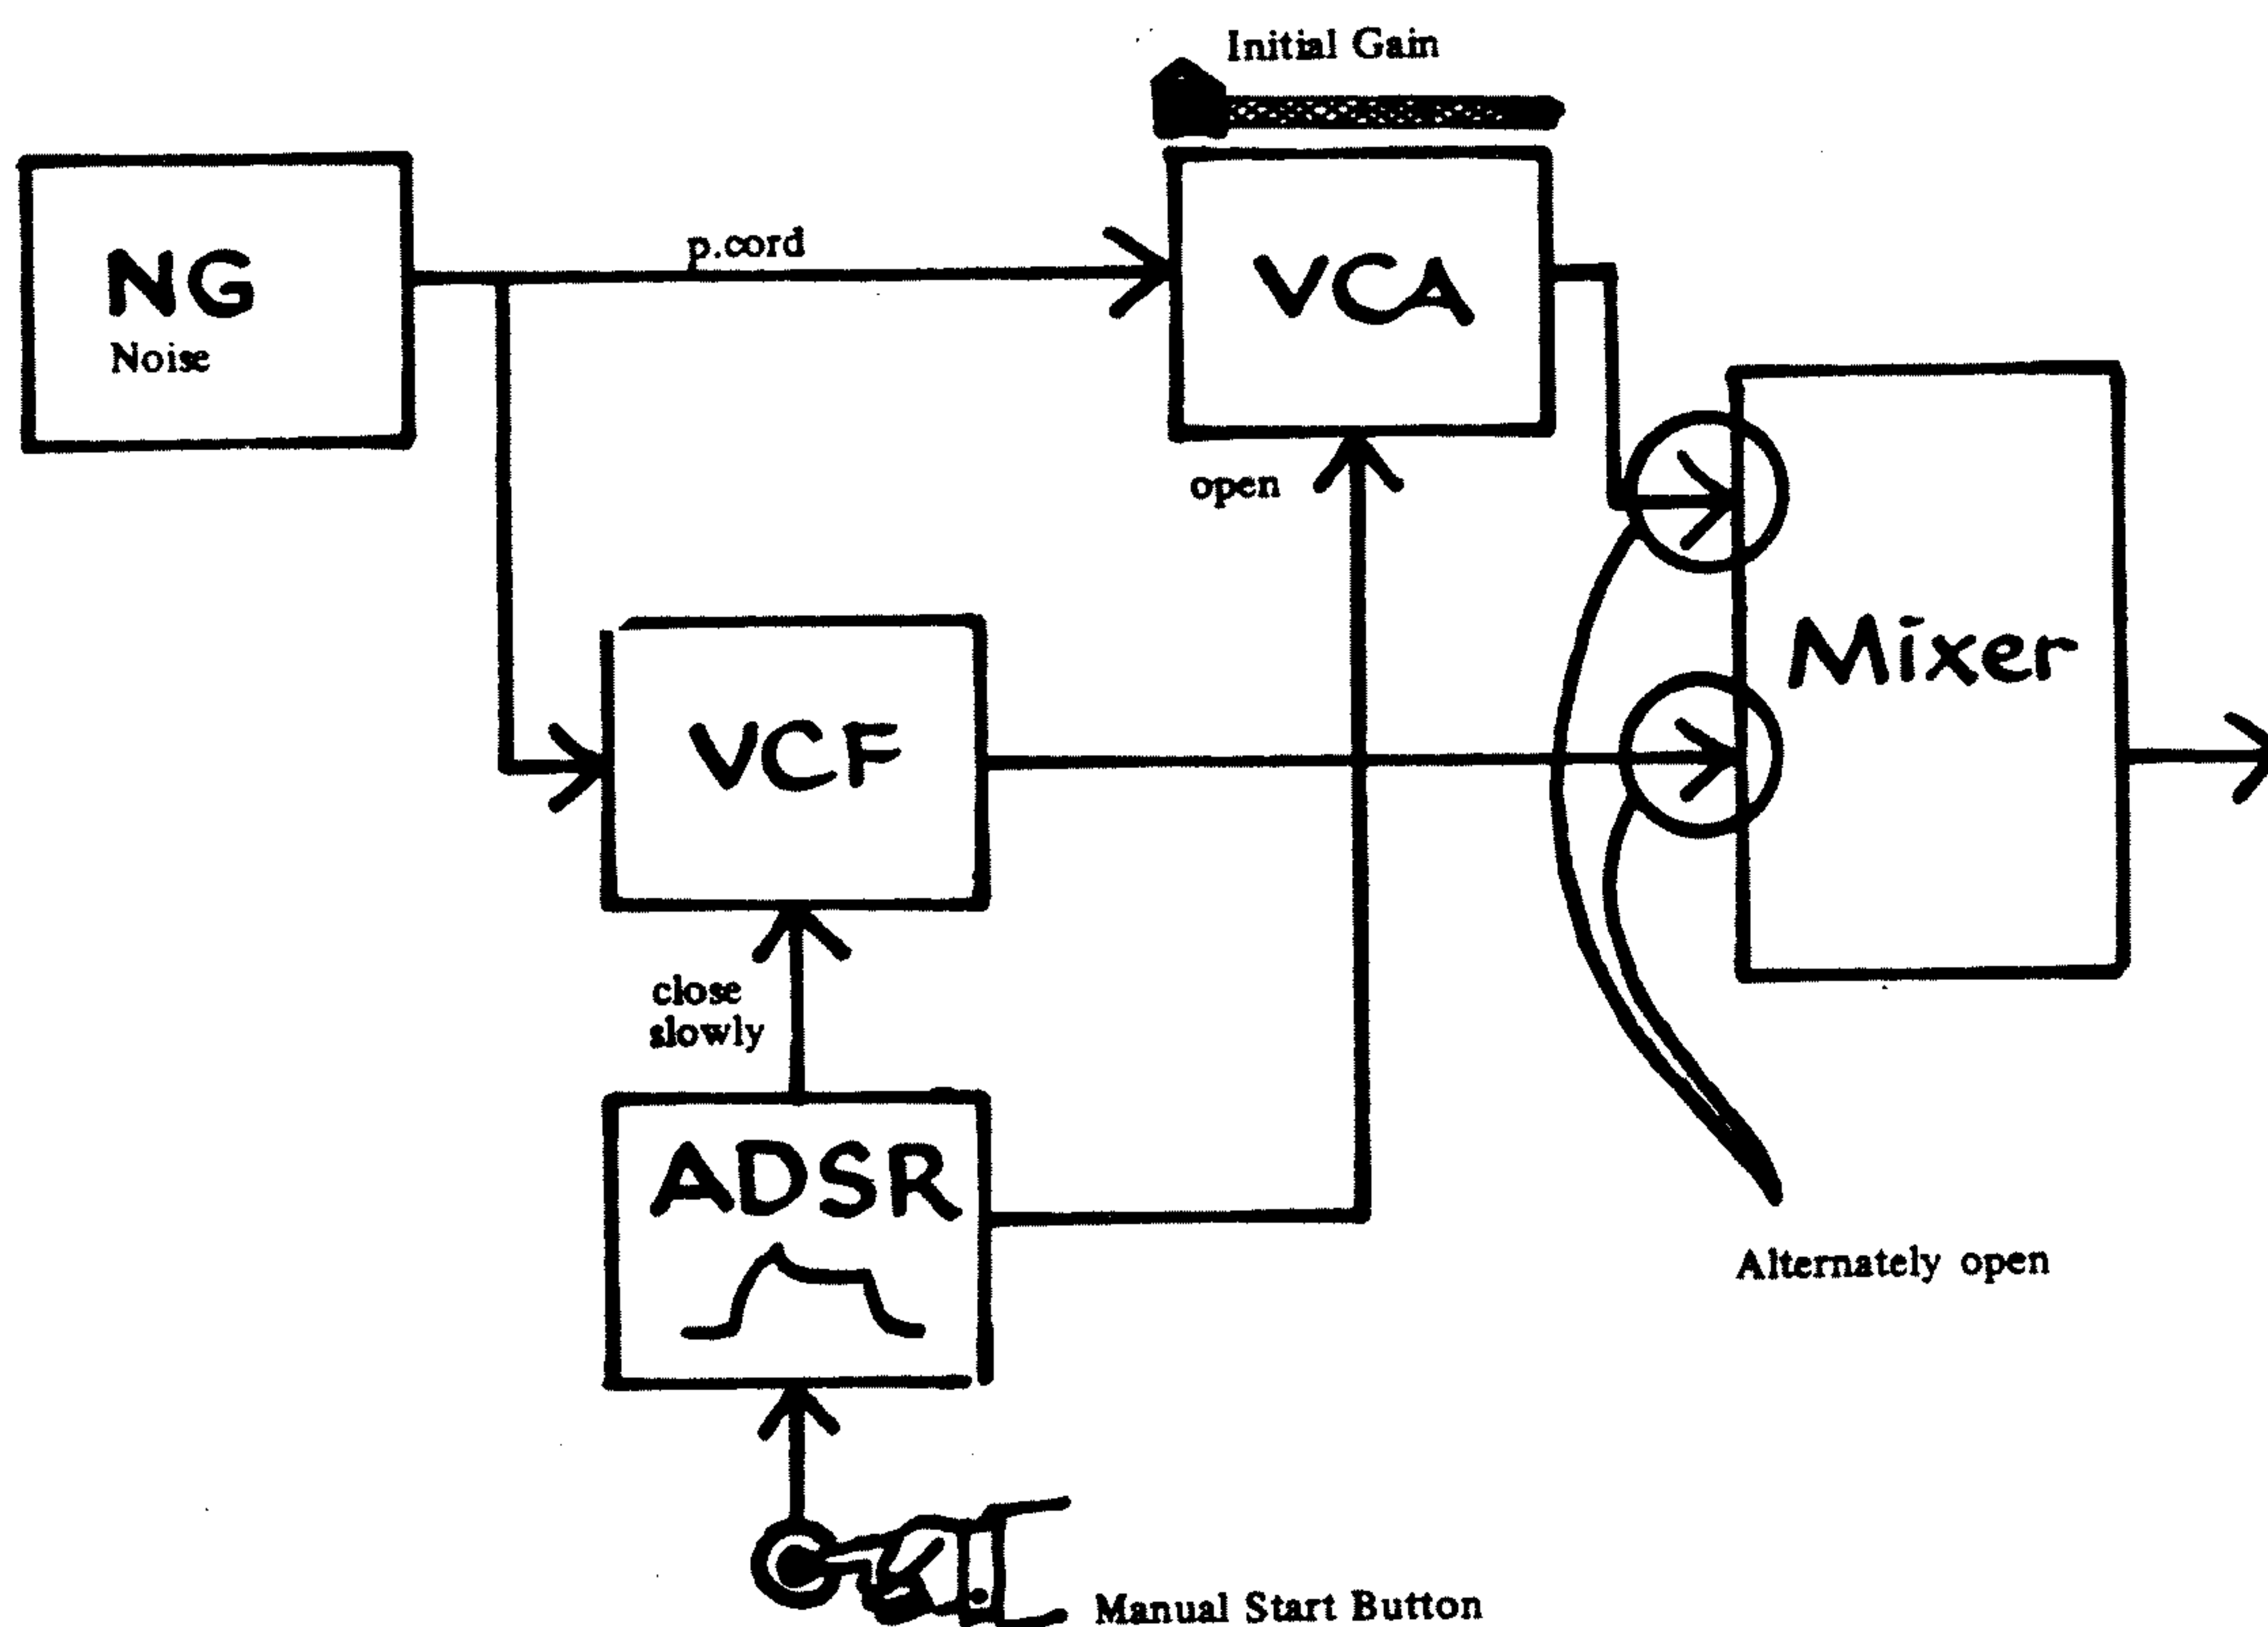 Initial Gain
NG
Noise
p.cord
VCA
open
Mixer
VCF
close
slowly
ADSR
Alternately open
Manual Start Button